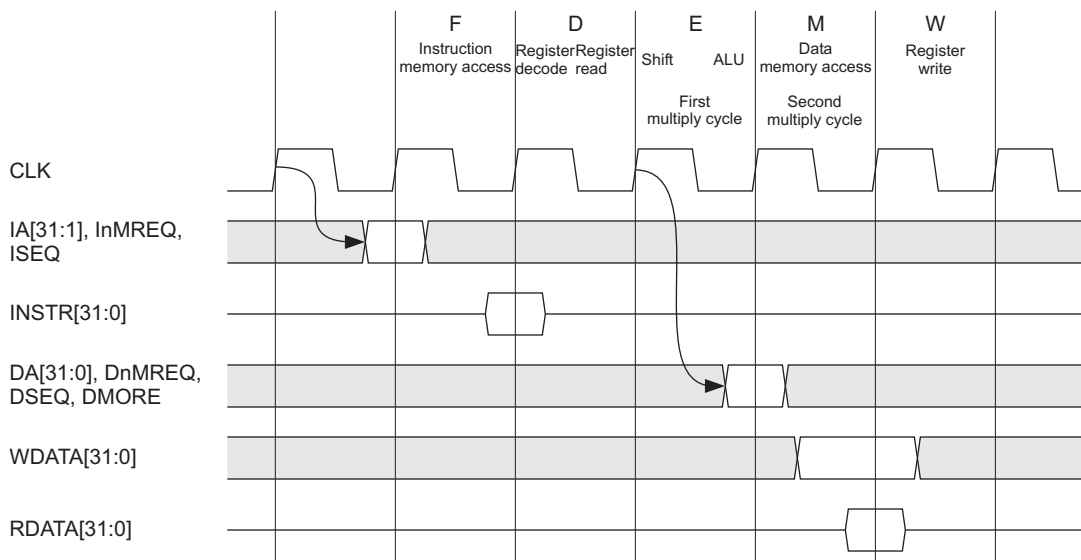 F D E M W
Instruction RegisterRegister Data Register
memory access decode read Shift ALU memory access write
First Second
multiply cycle multiply cycle
CLK
IA[31:1], InMREQ,
ISEQ
INSTR[31:0]
DA[31:0], DnMREQ,
DSEQ, DMORE
WDATA[31:0]
RDATA[31:0]